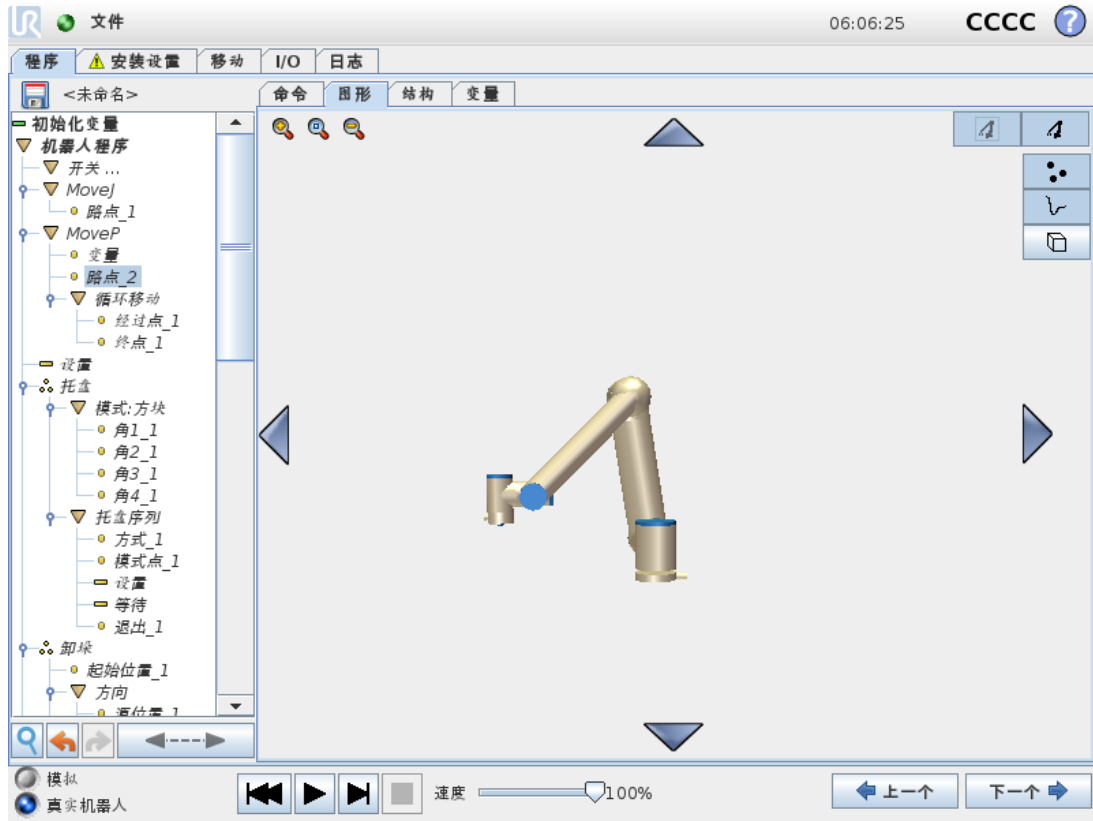 UR 文件 06:06:25 CCCC ?
程序 安装设置 移动 I/O 日志
<未命名> 命令 图形 结构 变量
初始化变量
机器人程序
开关 ...
MoveJ
路点_1
MoveP
变量
路点_2
循环移动
经过点_1
终点_1
设置
托盘
模式:方块
角1_1
角2_1
角3_1
角4_1
托盘序列
方式_1
模式点_1
设置
等待
退出_1
卸垛
起始位置_1
方向
源位置_1
模拟
真实机器人
速度 100% 上一个 下一个